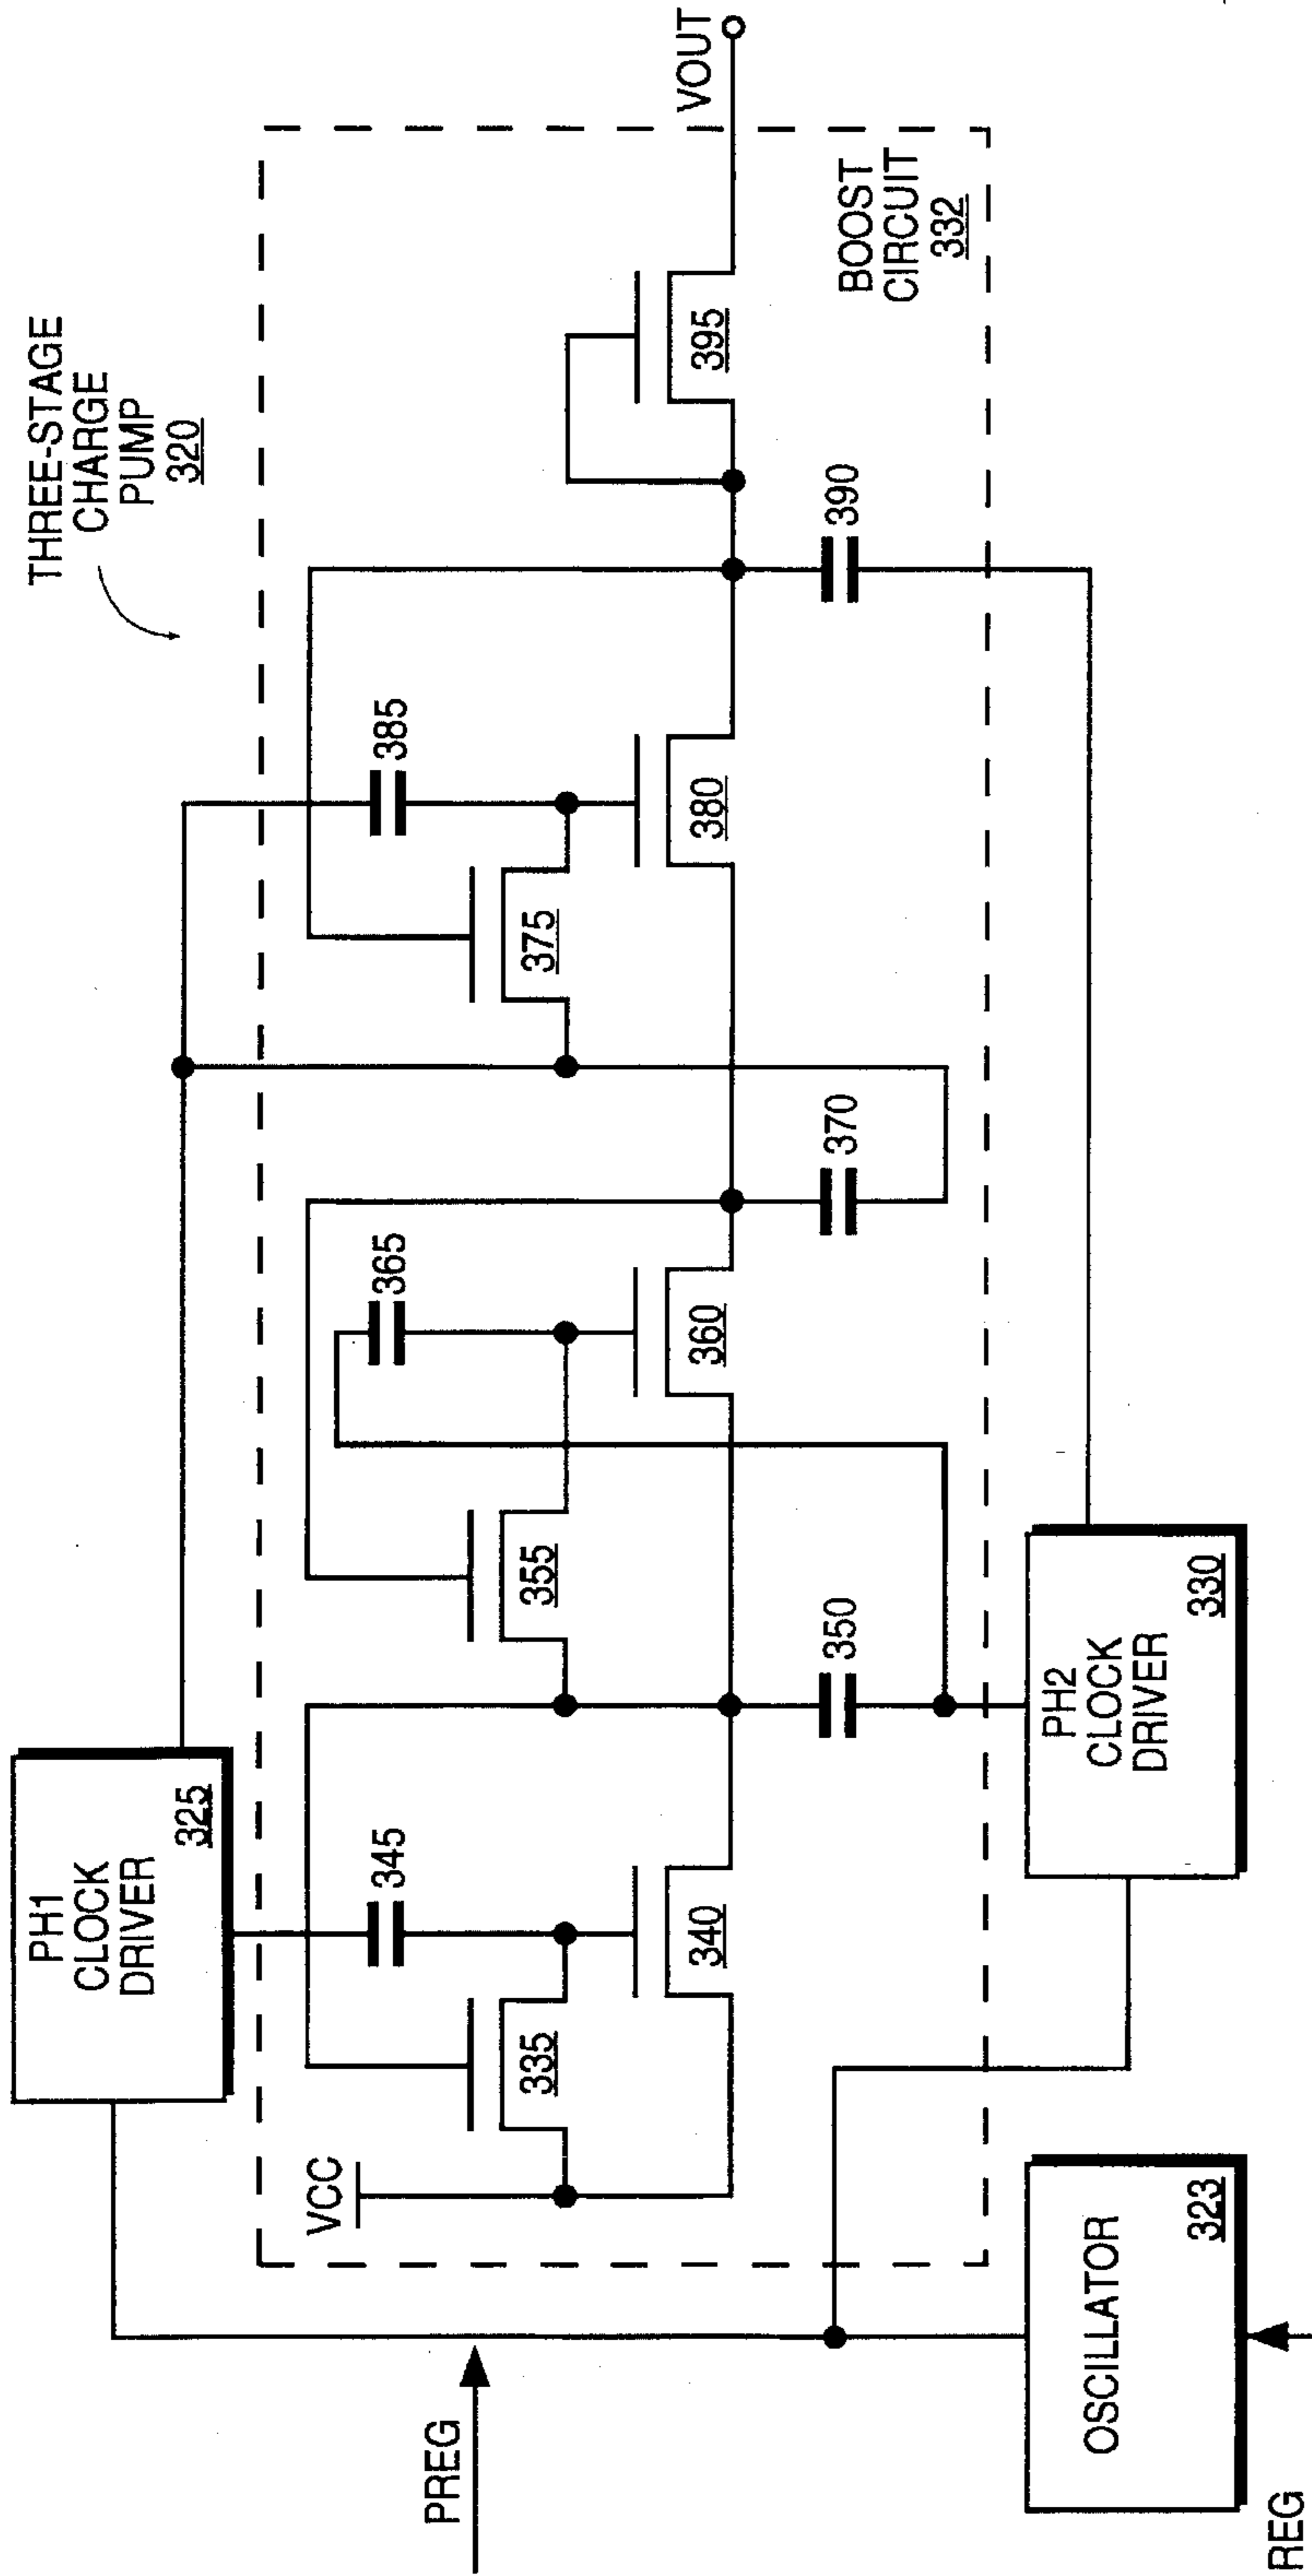 THREE-STAGE
CHARGE
PUMP
320
PH1
CLOCK
DRIVER
325
VCC
335
345
340
355
365
360
350
370
375
385
380
390
395
VOUT
BOOST
CIRCUIT
332
PH2
CLOCK
DRIVER
330
PREG
OSCILLATOR
323
REG